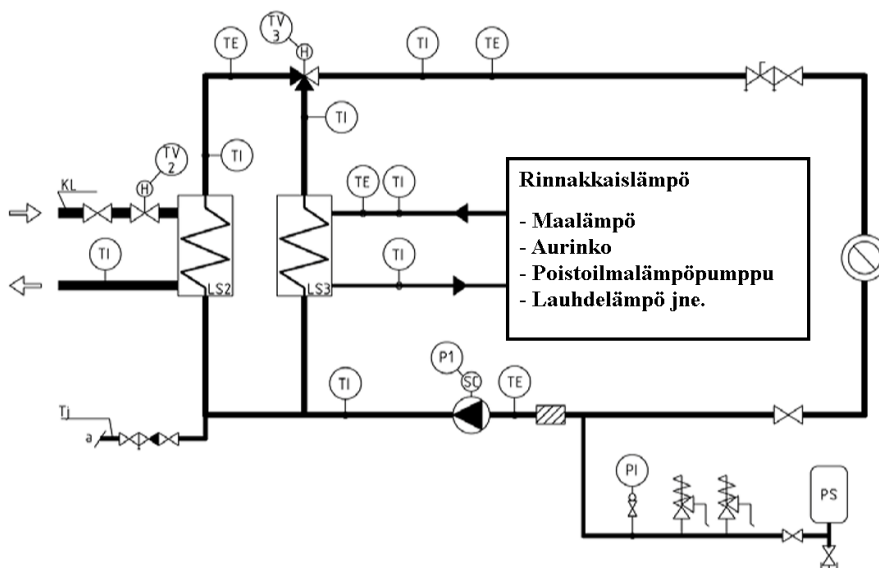 TV
3
TE
H
TI
TE
TI
TV
2
TI
KL
H
TE
TI
TI
TI
LS2
LS3
Rinnakkaislämpö
- Maalämpö
- Aurinko
- Poistoilmalämpöpumppu
- Lauhdelämpö jne.
P1
SC
TI
TE
Tj
a
PI
PS